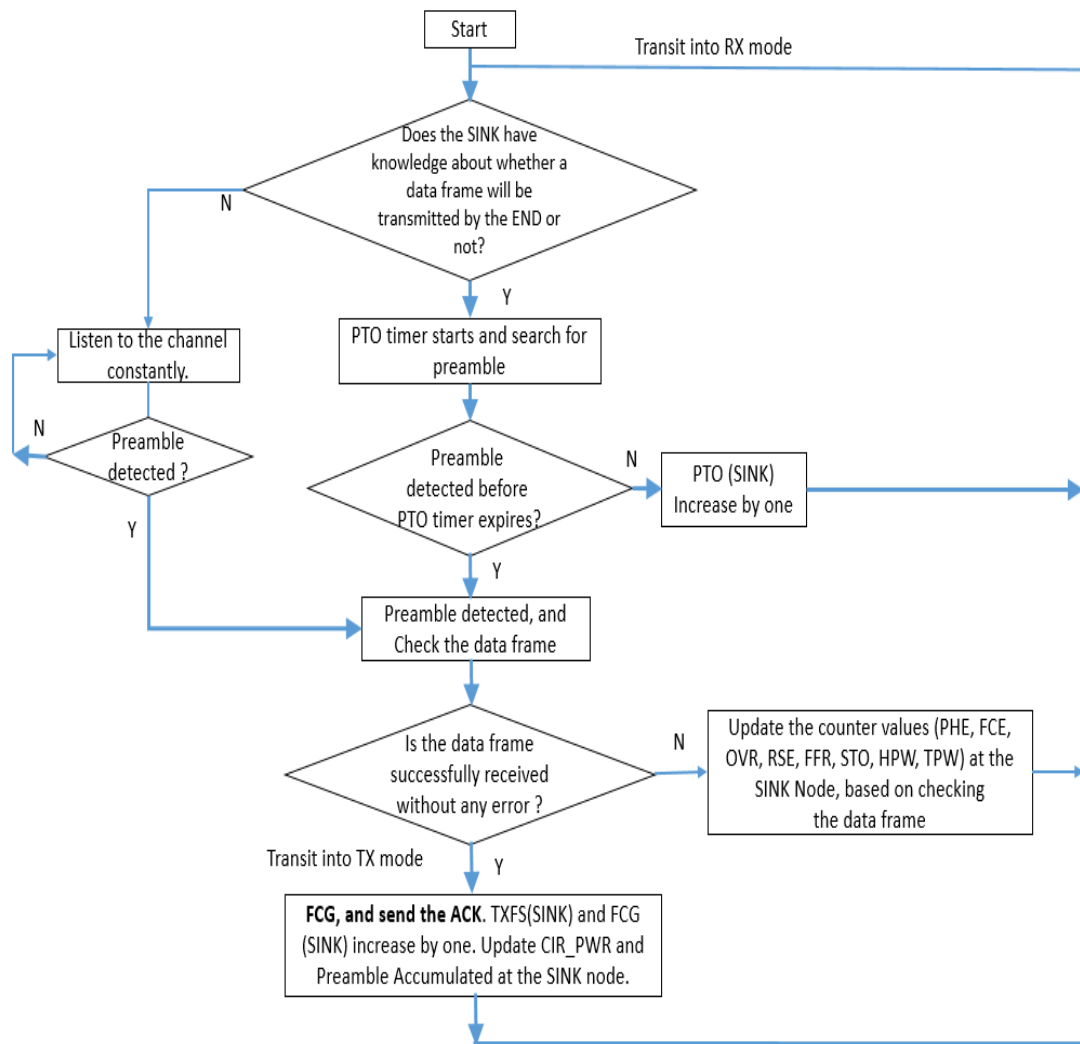 Start
Transit into RX mode
Does the SINK have
knowledge about whether a
data frame will be
transmitted by the END or
not?
N
Y
Listen to the channel
constantly.
PTO timer starts and search for
preamble
N
Preamble
detected ?
Preamble
detected before
PTO timer expires?
N
PTO (SINK)
Increase by one
Y
Y
Preamble detected, and
Check the data frame
Is the data frame
successfully received
without any error ?
N
Update the counter values (PHE, FCE,
OVR, RSE, FFR, STO, HPW, TPW) at the
SINK Node, based on checking
the data frame
Transit into TX mode
Y
FCG, and send the ACK. TXFS(SINK) and FCG
(SINK) increase by one. Update CIR_PWR and
Preamble Accumulated at the SINK node.